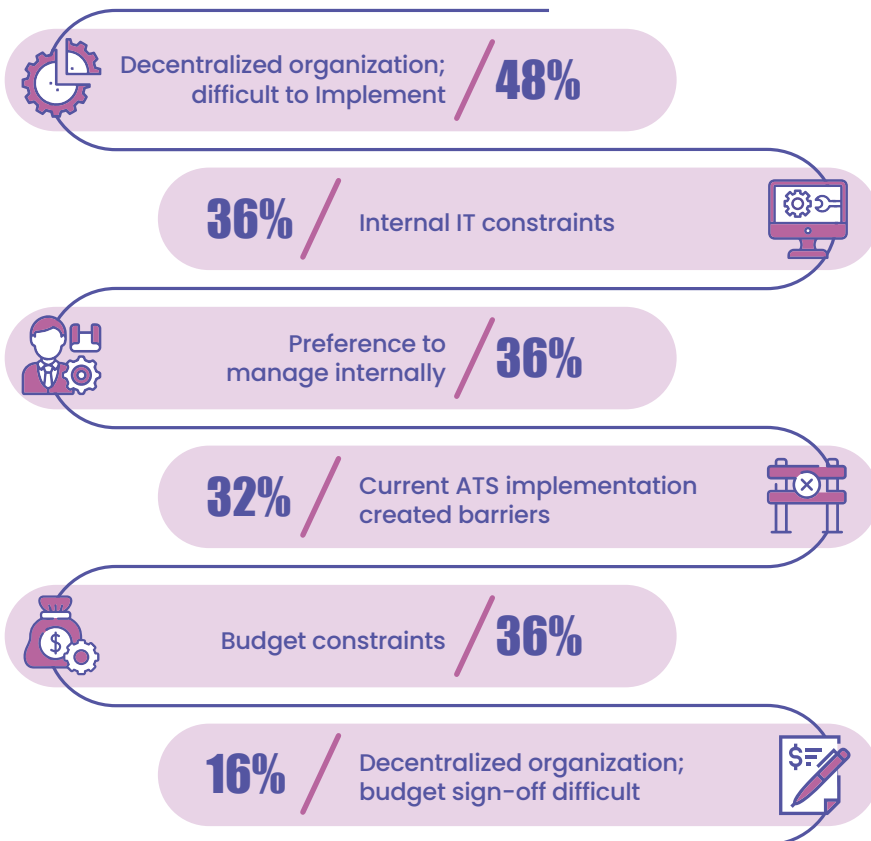 Decentralized organization;
difficult to Implement
48%
36%
Internal IT constraints
Preference to
manage internally
36%
32%
Current ATS implementation
created barriers
$
Budget constraints
36%
16%
Decentralized organization;
budget sign-off difficult
$